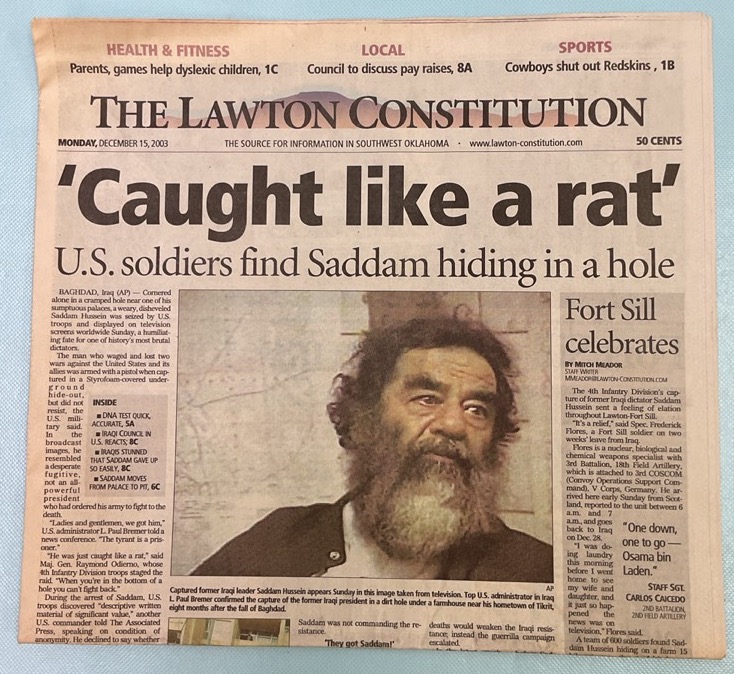 HEALTH & FITNESS
Parents, games help dyslexic children, 1C
LOCAL
Council to discuss pay raises, 8A
SPORTS
Cowboys shut out Redskins , 1B
THE LAWTON CONSTITUTION
MONDAY, DECEMBER 15, 2003
THE SOURCE FOR INFORMATION IN SOUTHWEST OKLAHOMA · www.lawton-constitution.com
50 CENTS
'Caught like a rat'
U.S. soldiers find Saddam hiding in a hole
BAGHDAD, Iraq (AP) — Cornered
alone in a cramped hole near one of his
sumptuous palaces, a weary, disheveled
Saddam Hussein was seized by U.S.
troops and displayed on television
screens worldwide Sunday, a humiliat-
ing fate for one of history's most brutal
dictators.
The man who waged and lost two
wars against the United States and its
allies was armed with a pistol when cap-
tured in a Styrofoam-covered under-
ground
hide-out,
but did not
resist, the
U.S. mili-
tary said.
In the
broadcast
images, he
resembled
a desperate
fugitive,
not an all-
powerful
president
who had ordered his army to fight to the
death.
"Ladies and gentlemen, we got him,"
U.S. administrator L. Paul Bremer told a
news conference. "The tyrant is a pris-
oner."
"He was just caught like a rat," said
Maj. Gen. Raymond Odierno, whose
4th Infantry Division troops staged the
raid. "When you're in the bottom of a
hole you can't fight back."
During the arrest of Saddam, U.S.
troops discovered "descriptive written
material of significant value," another
U.S. commander told The Associated
Press, speaking on condition of
anonymity. He declined to say whether
INSIDE
■ DNA TEST QUICK,
ACCURATE, 5A
■ IRAQI COUNCIL IN
U.S. REACTS; 8C
■ IRAQIS STUNNED
THAT SADDAM GAVE UP
SO EASILY, 8C
■ SADDAM MOVES
FROM PALACE TO PIT, 6C
AP
Captured former Iraqi leader Saddam Hussein appears Sunday in this image taken from television. Top U.S. administrator in Iraq
L. Paul Bremer confirmed the capture of the former Iraqi president in a dirt hole under a farmhouse near his hometown of Tikrit,
eight months after the fall of Baghdad.
Saddam was not commanding the re-
sistance.
'They got Saddam!'
deaths would weaken the Iraqi resis-
tance; instead the guerrilla campaign
escalated.
Fort Sill
celebrates
BY MITCH MEADOR
STAFF WRITER
MMEADOR@LAWTON-CONSTITUTION.COM
The 4th Infantry Division's cap-
ture of former Iraqi dictator Saddam
Hussein sent a feeling of elation
throughout Lawton-Fort Sill.
"It's a relief," said Spec. Frederick
Flores, a Fort Sill soldier on two
weeks' leave from Iraq.
Flores is a nuclear, biological and
chemical weapons specialist with
3rd Battalion, 18th Field Artillery,
which is attached to 3rd COSCOM
(Convoy Operations Support Com-
mand), V Corps, Germany. He ar-
rived here early Sunday from Scot-
land, reported to the unit between 6
a.m. and 7
a.m., and goes
back to Iraq
on Dec. 28.
"I was do-
ing laundry
this morning
before I went
home to see
my wife and
daughter, and
it just so hap-
pened the
news was on
television," Flores said.
A team of 600 soldiers found Sad-
dam Hussein hiding on a farm 15
"One down,
one to go —
Osama bin
Laden."
STAFF SGT.
CARLOS CAICEDO
2ND BATTALION,
2ND FIELD ARTILLERY